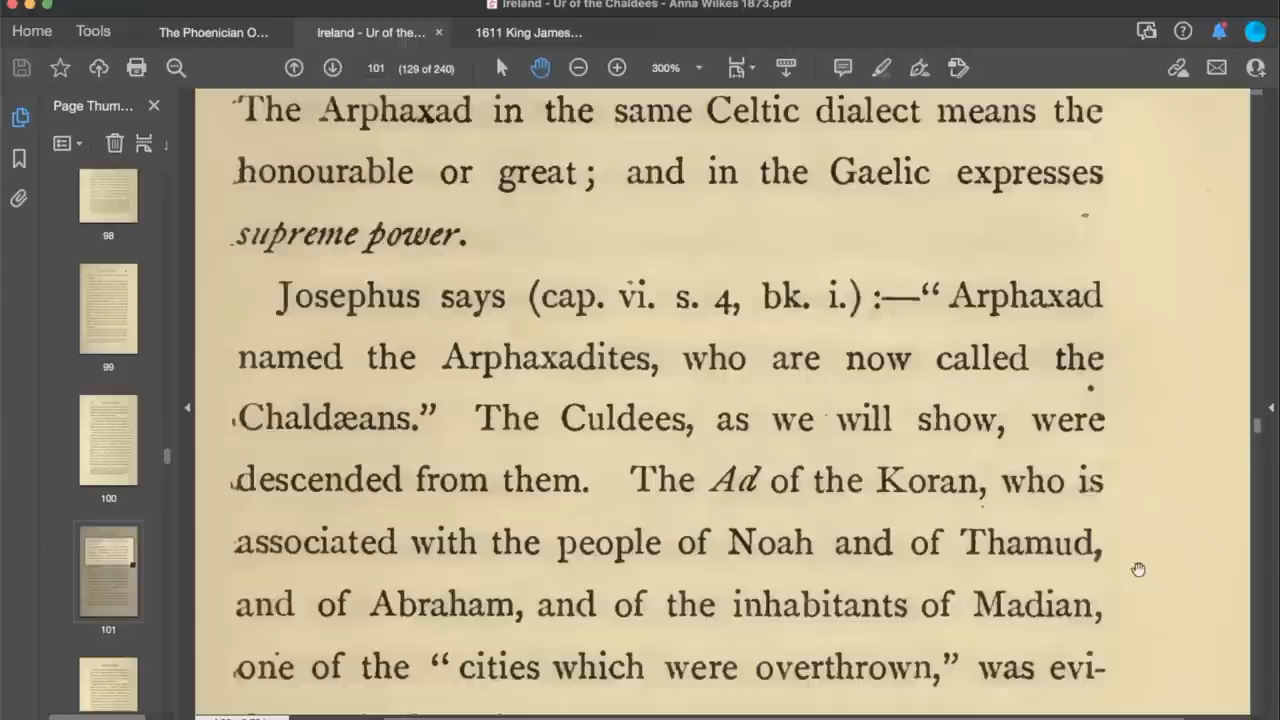 Ireland - Ur of the Chaldees - Anna Wilkes 1873.pdf
Home Tools The Phoenician O... Ireland - Ur of the... × 1611 King James...
101 (129 of 240) 300%
Page Thum... ×
98
99
100
101
The Arphaxad in the same Celtic dialect means the
honourable or great; and in the Gaelic expresses
supreme power.
Josephus says (cap. vi. s. 4, bk. i.) :—“ Arphaxad
named the Arphaxadites, who are now called the
Chaldæans.” The Culdees, as we will show, were
descended from them. The Ad of the Koran, who is
associated with the people of Noah and of Thamud,
and of Abraham, and of the inhabitants of Madian,
one of the “ cities which were overthrown,” was evi-